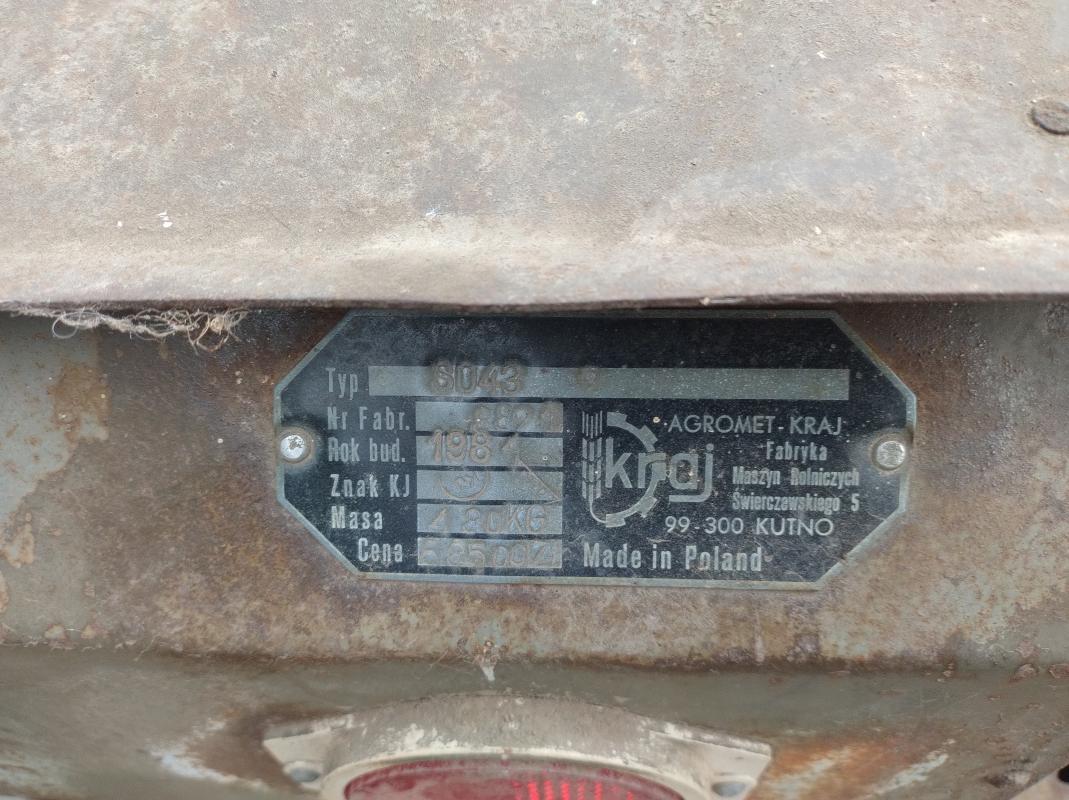 Typ S043
Nr Fabr.
Rok bud. 1984
Znak KJ
Masa 480KG
Cena
kraj
AGROMET-KRAJ
Fabryka
Maszyn Rolniczych
Świerczewskiego 5
99-300 KUTNO
Made in Poland